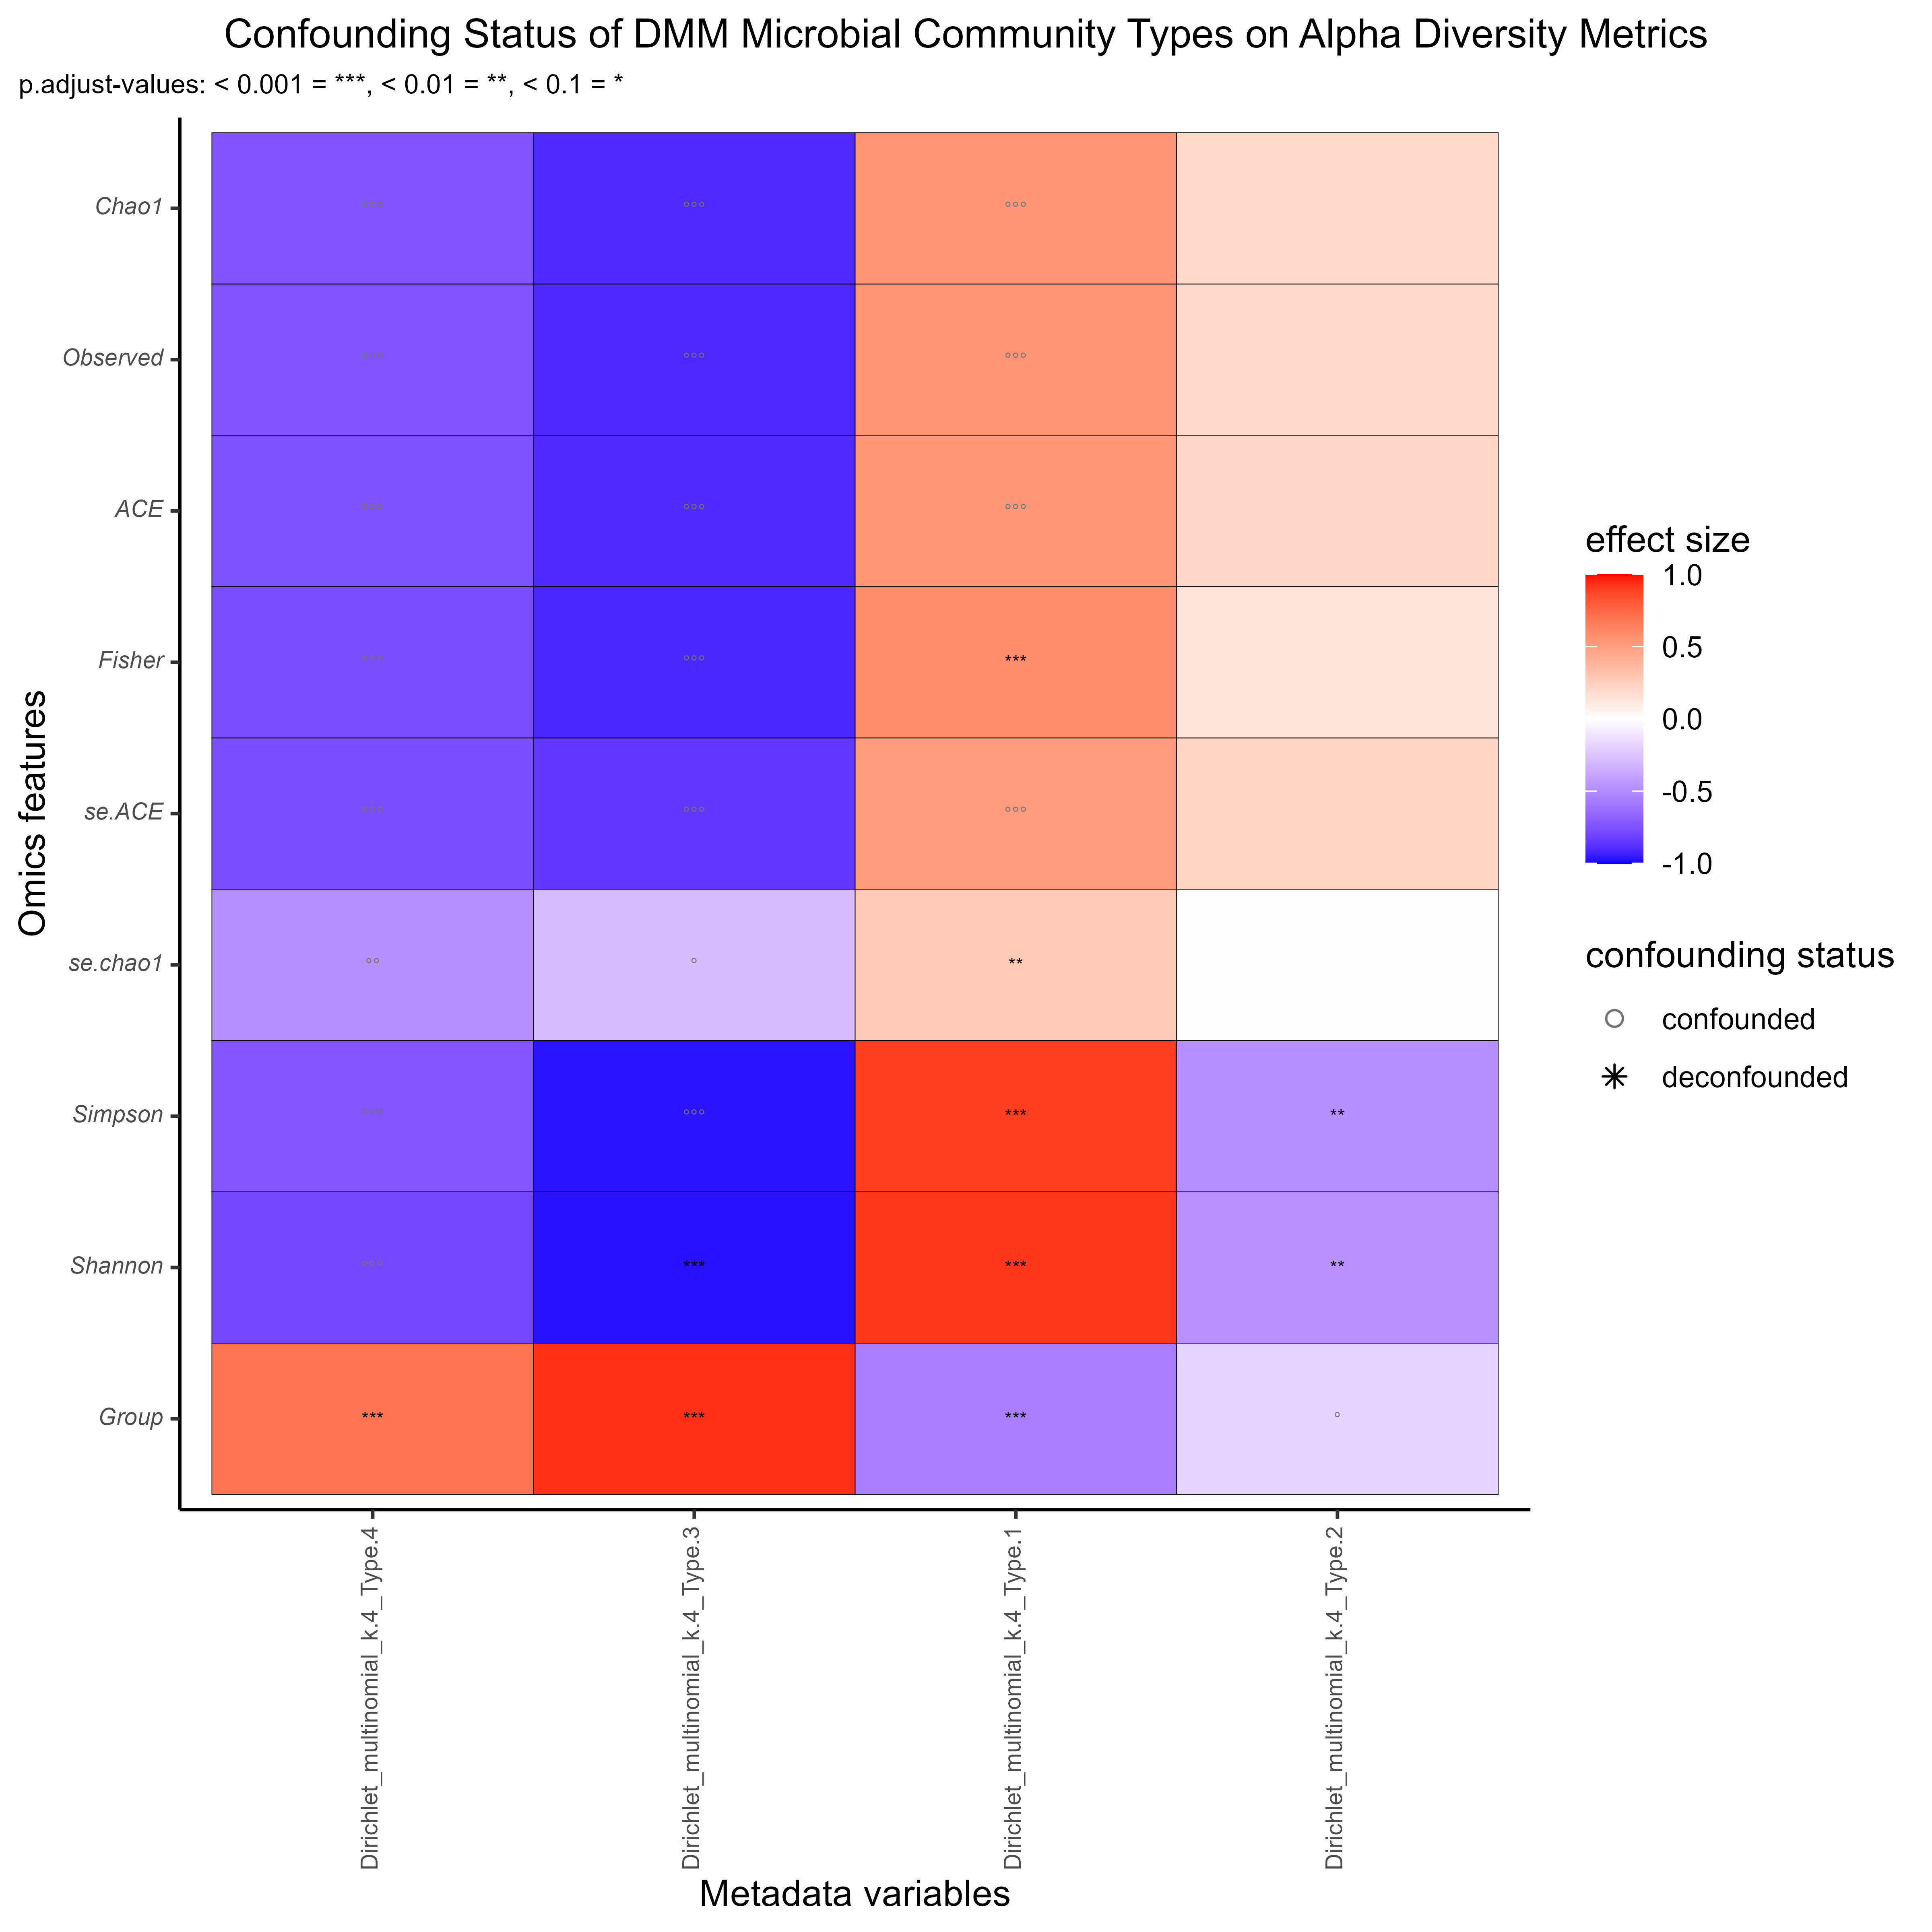 Confounding Status of DMM Microbial Community Types on Alpha Diversity Metrics
p.adjust-values: < 0.001 = ***, < 0.01 = **, < 0.1 = *
Omics features
Chao1
°°° °°° °°°
Observed
°°° °°° °°°
ACE
°°° °°° °°°
Fisher
°°° °°° ***
se.ACE
°°° °°° °°°
se.chao1
°° ° **
Simpson
°°° °°° *** **
Shannon
°°° *** *** **
Group
*** *** *** °
Dirichlet_multinomial_k.4_Type.4
Dirichlet_multinomial_k.4_Type.3
Dirichlet_multinomial_k.4_Type.1
Dirichlet_multinomial_k.4_Type.2
Metadata variables
effect size
1.0
0.5
0.0
-0.5
-1.0
confounding status
confounded
deconfounded